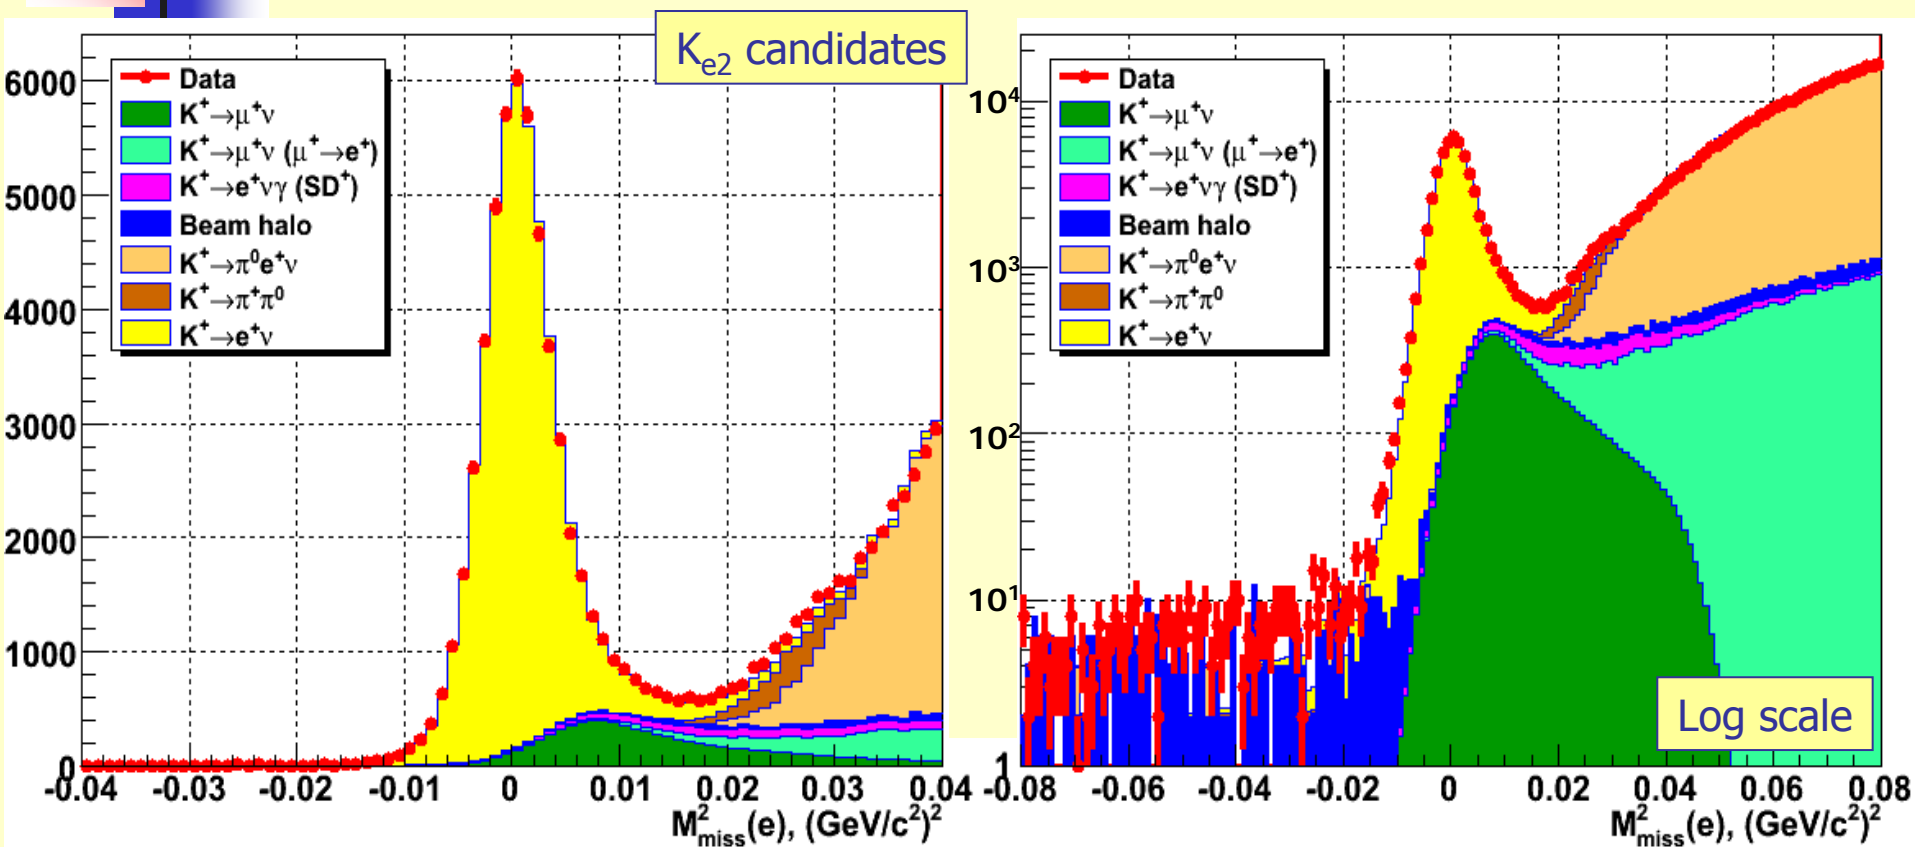 K_e2 candidates
Data
K⁺→μ⁺ν
K⁺→μ⁺ν (μ⁺→e⁺)
K⁺→e⁺νγ (SD⁺)
Beam halo
K⁺→π⁰e⁺ν
K⁺→π⁺π⁰
K⁺→e⁺ν
6000
5000
4000
3000
2000
1000
0
-0.04 -0.03 -0.02 -0.01 0 0.01 0.02 0.03 0.04
M²_miss(e), (GeV/c²)²
Data
K⁺→μ⁺ν
K⁺→μ⁺ν (μ⁺→e⁺)
K⁺→e⁺νγ (SD⁺)
Beam halo
K⁺→π⁰e⁺ν
K⁺→π⁺π⁰
K⁺→e⁺ν
10⁴
10³
10²
10¹
1
Log scale
-0.08 -0.06 -0.04 -0.02 0 0.02 0.04 0.06 0.08
M²_miss(e), (GeV/c²)²